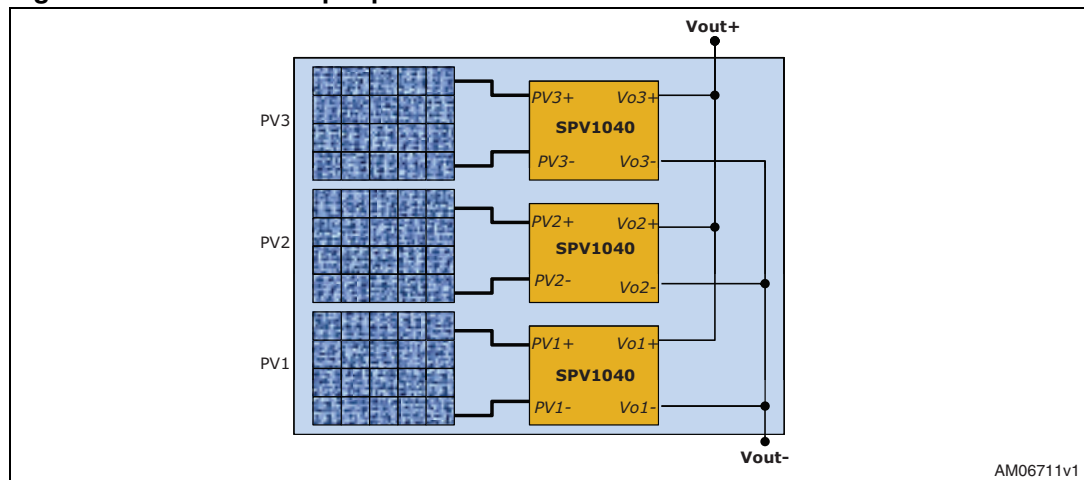 Vout+
PV3
PV3+ Vo3+
SPV1040
PV3- Vo3-
PV2
PV2+ Vo2+
SPV1040
PV2- Vo2-
PV1
PV1+ Vo1+
SPV1040
PV1- Vo1-
Vout-
AM06711v1